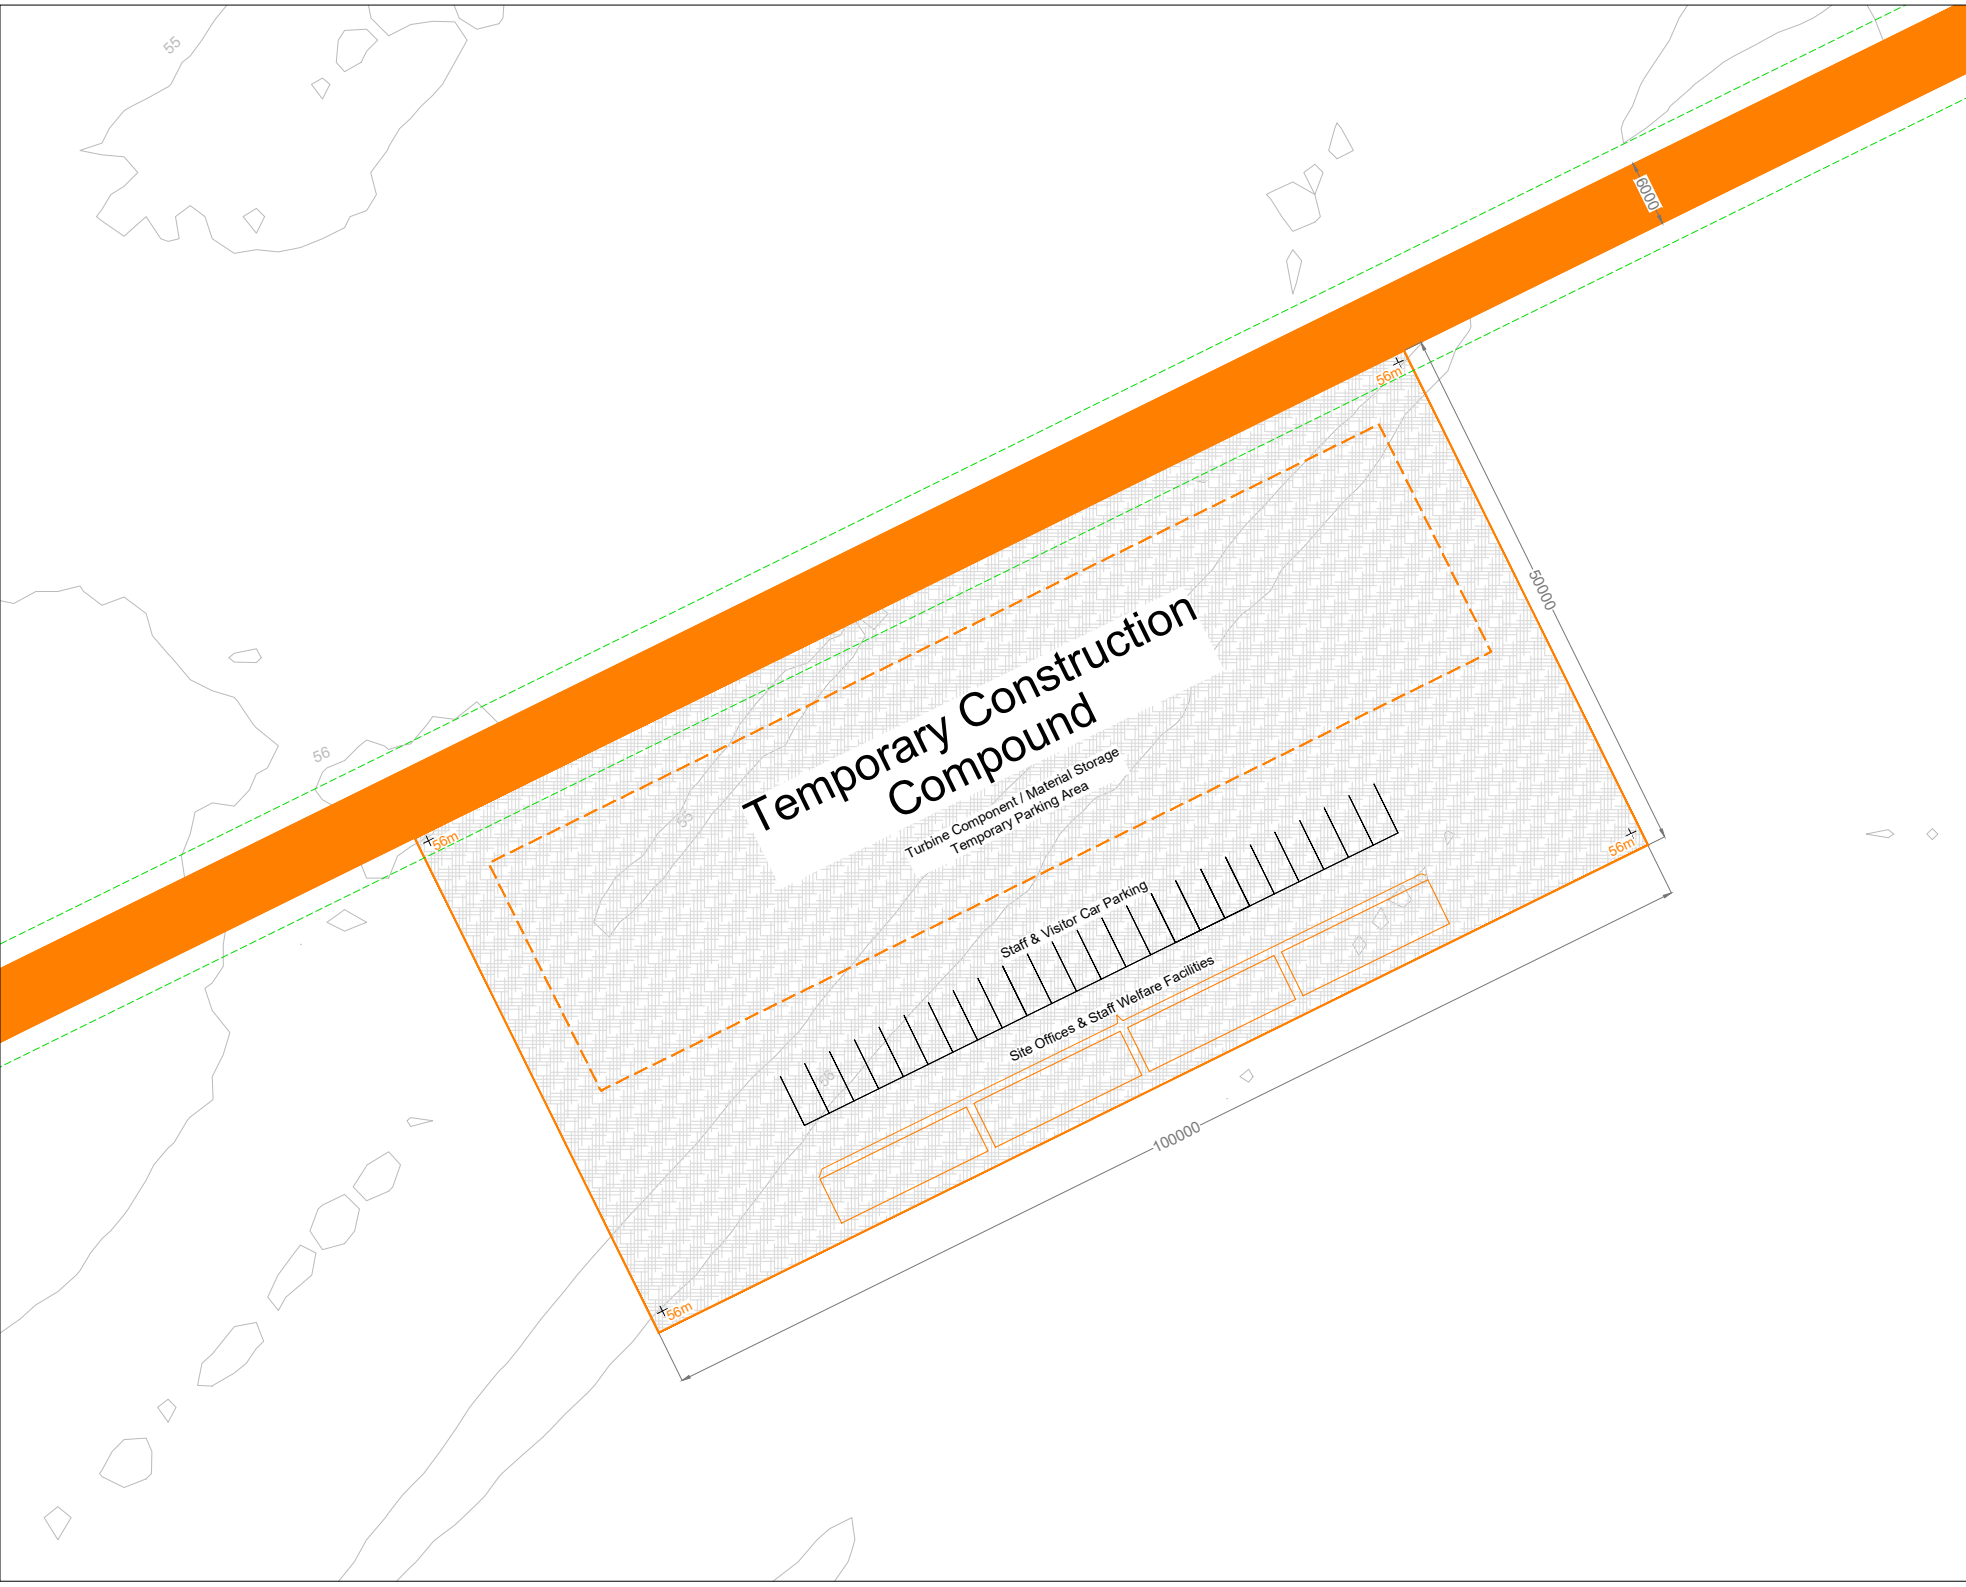 55
6000
56m
50000
Temporary Construction
Compound
56
55
Turbine Component / Material Storage
Temporary Parking Area
56m
56m
Staff & Visitor Car Parking
Site Offices & Staff Welfare Facilities
56
100000
56m